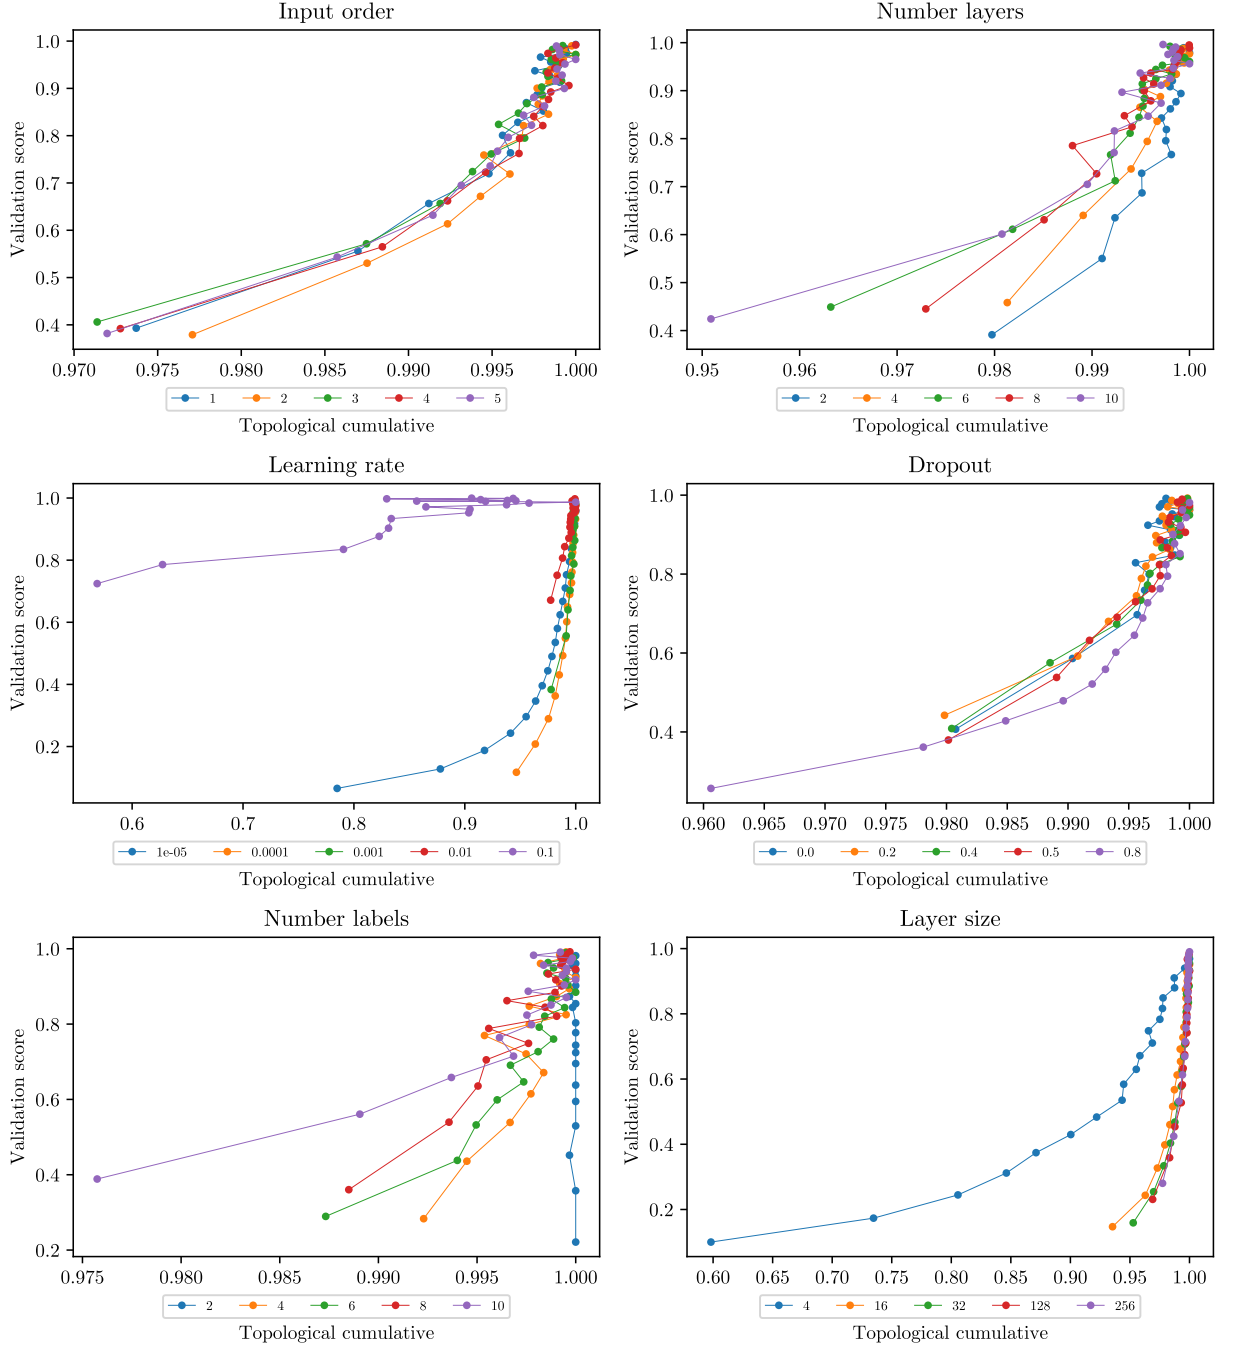 Input order
Validation score
1.0
0.9
0.8
0.7
0.6
0.5
0.4
0.970 0.975 0.980 0.985 0.990 0.995 1.000
1 2 3 4 5
Topological cumulative
Number layers
Validation score
1.0
0.9
0.8
0.7
0.6
0.5
0.4
0.95 0.96 0.97 0.98 0.99 1.00
2 4 6 8 10
Topological cumulative
Learning rate
Validation score
1.0
0.8
0.6
0.4
0.2
0.6 0.7 0.8 0.9 1.0
1e-05 0.0001 0.001 0.01 0.1
Topological cumulative
Dropout
Validation score
1.0
0.8
0.6
0.4
0.960 0.965 0.970 0.975 0.980 0.985 0.990 0.995 1.000
0.0 0.2 0.4 0.5 0.8
Topological cumulative
Number labels
Validation score
1.0
0.8
0.6
0.4
0.2
0.975 0.980 0.985 0.990 0.995 1.000
2 4 6 8 10
Topological cumulative
Layer size
Validation score
1.0
0.8
0.6
0.4
0.2
0.60 0.65 0.70 0.75 0.80 0.85 0.90 0.95 1.00
4 16 32 128 256
Topological cumulative